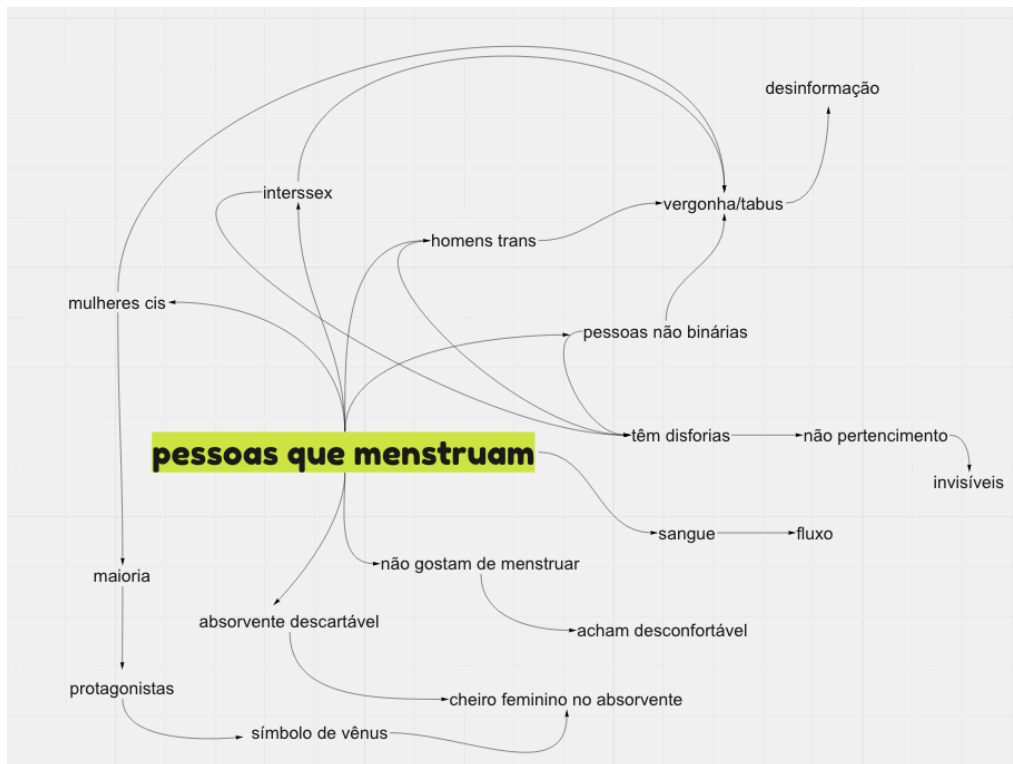 desinformação
interssex
vergonha/tabus
homens trans
mulheres cis
pessoas não binárias
têm disforias
não pertencimento
pessoas que menstruam
invisíveis
sangue
fluxo
não gostam de menstruar
maioria
absorvente descartável
acham desconfortável
protagonistas
cheiro feminino no absorvente
símbolo de vênus